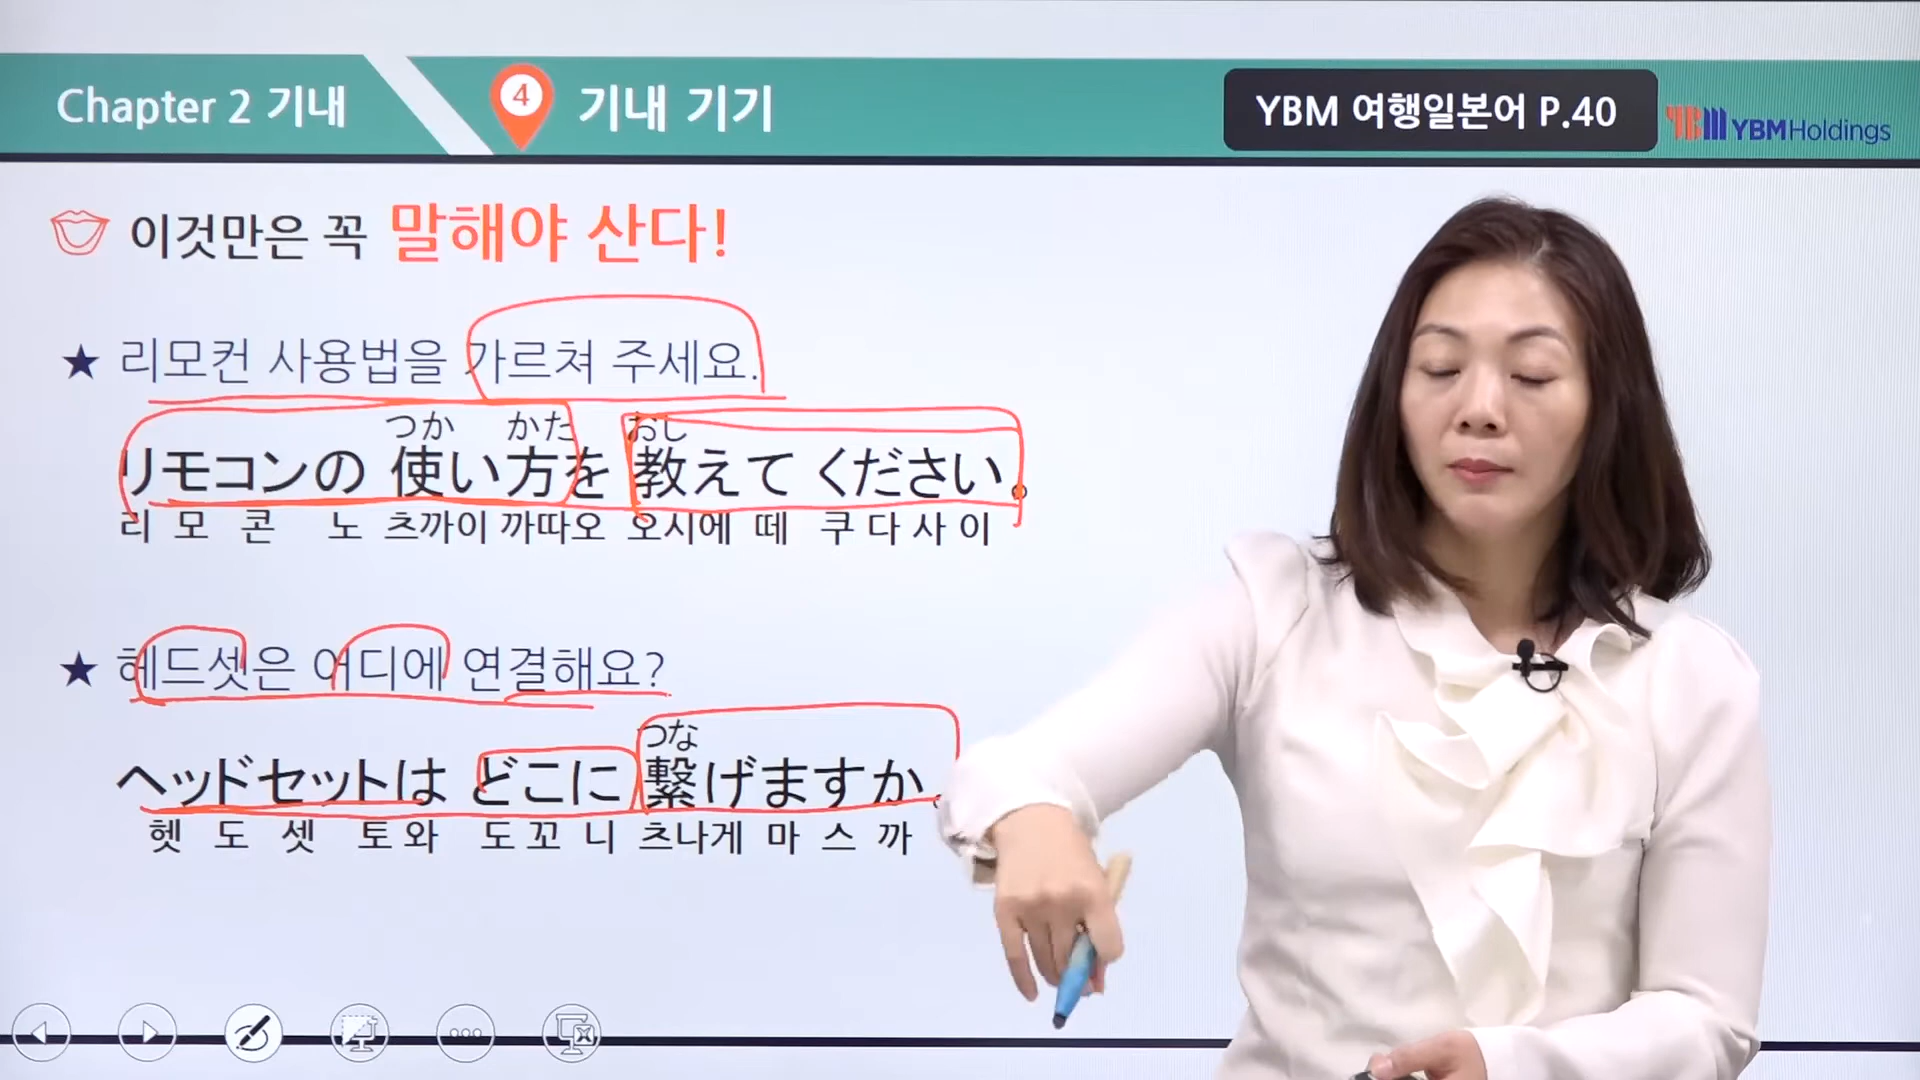 Chapter 2 기내
4 기내 기기
YBM 여행일본어 P.40
YBM YBMHoldings
이것만은 꼭 말해야 산다!
★ 리모컨 사용법을 가르쳐 주세요.
つか かた おし
リモコンの 使い方を 教えて ください。
리 모 콘 노 츠까이 까따오 오시에 떼 쿠 다 사 이
★ 헤드셋은 어디에 연결해요?
つな
ヘッドセットは どこに 繋げますか。
헷 도 셋 토 와 도 꼬 니 츠나게 마 스 까